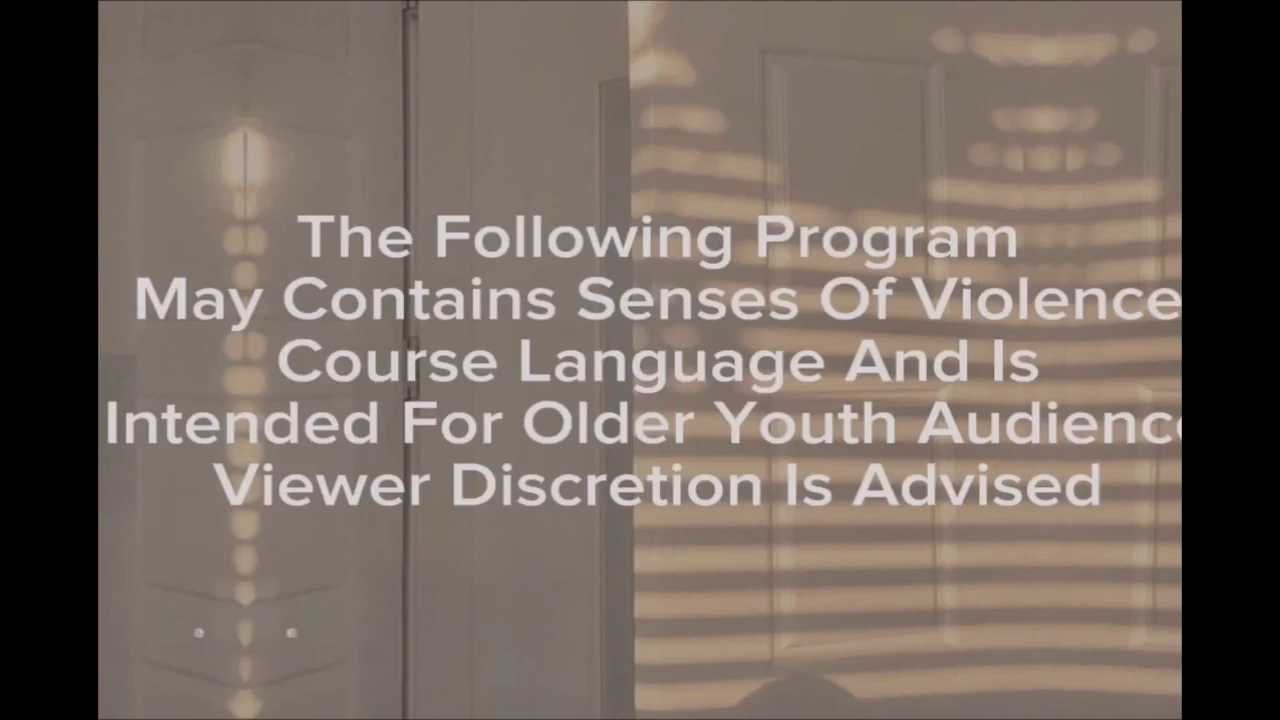 The Following Program
May Contains Senses Of Violence
Course Language And Is
Intended For Older Youth Audience
Viewer Discretion Is Advised